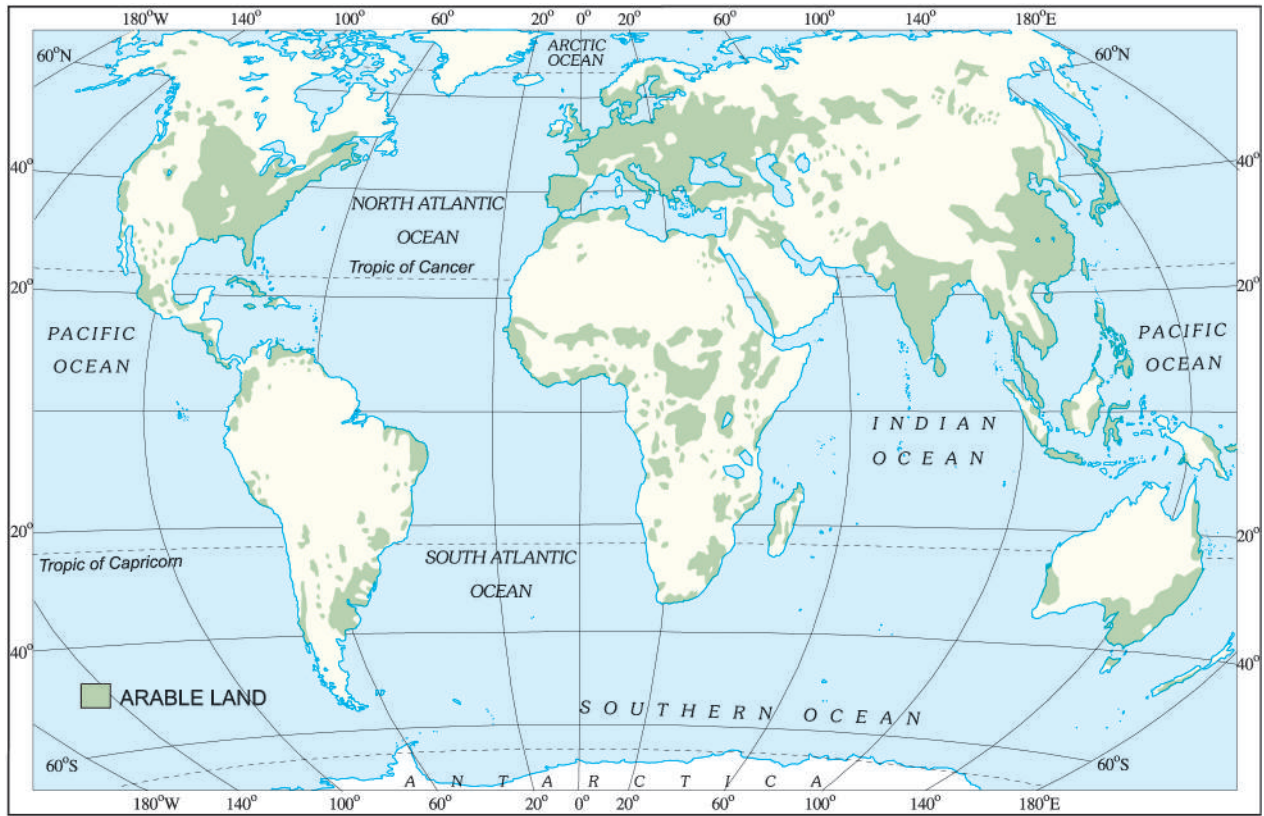 180°W 140° 100° 60° 20° 0° 20° 60° 100° 140° 180°E
60°N
ARCTIC
OCEAN
60°N
40°
40°
NORTH ATLANTIC
OCEAN
Tropic of Cancer
20°
20°
PACIFIC
OCEAN
PACIFIC
OCEAN
INDIAN
OCEAN
20°
20°
Tropic of Capricorn
SOUTH ATLANTIC
OCEAN
40°
40°
ARABLE LAND
SOUTHERN OCEAN
60°S
60°S
ANTARCTICA
180°W 140° 100° 60° 20° 0° 20° 60° 100° 140° 180°E